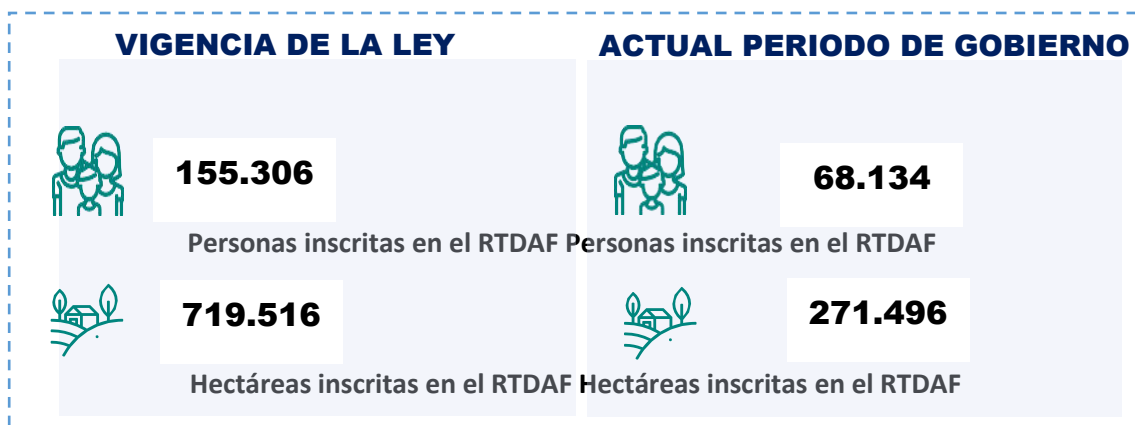 VIGENCIA DE LA LEY
ACTUAL PERIODO DE GOBIERNO
155.306
68.134
Personas inscritas en el RTDAF Personas inscritas en el RTDAF
719.516
271.496
Hectáreas inscritas en el RTDAF Hectáreas inscritas en el RTDAF